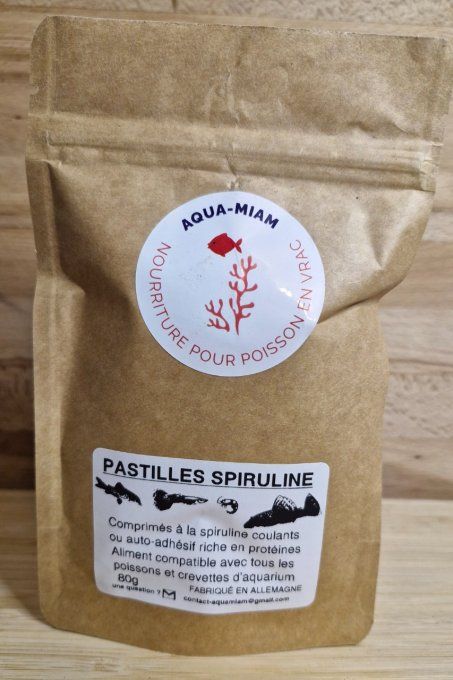 AQUA-MIAM
NOURRITURE POUR POISSON EN VRAC
PASTILLES SPIRULINE
Comprimés à la spiruline coulants
ou auto-adhésif riche en protéines
Aliment compatible avec tous les
poissons et crevettes d'aquarium
80g
FABRIQUÉ EN ALLEMAGNE
une question ?
contact-aquamiam@gmail.com